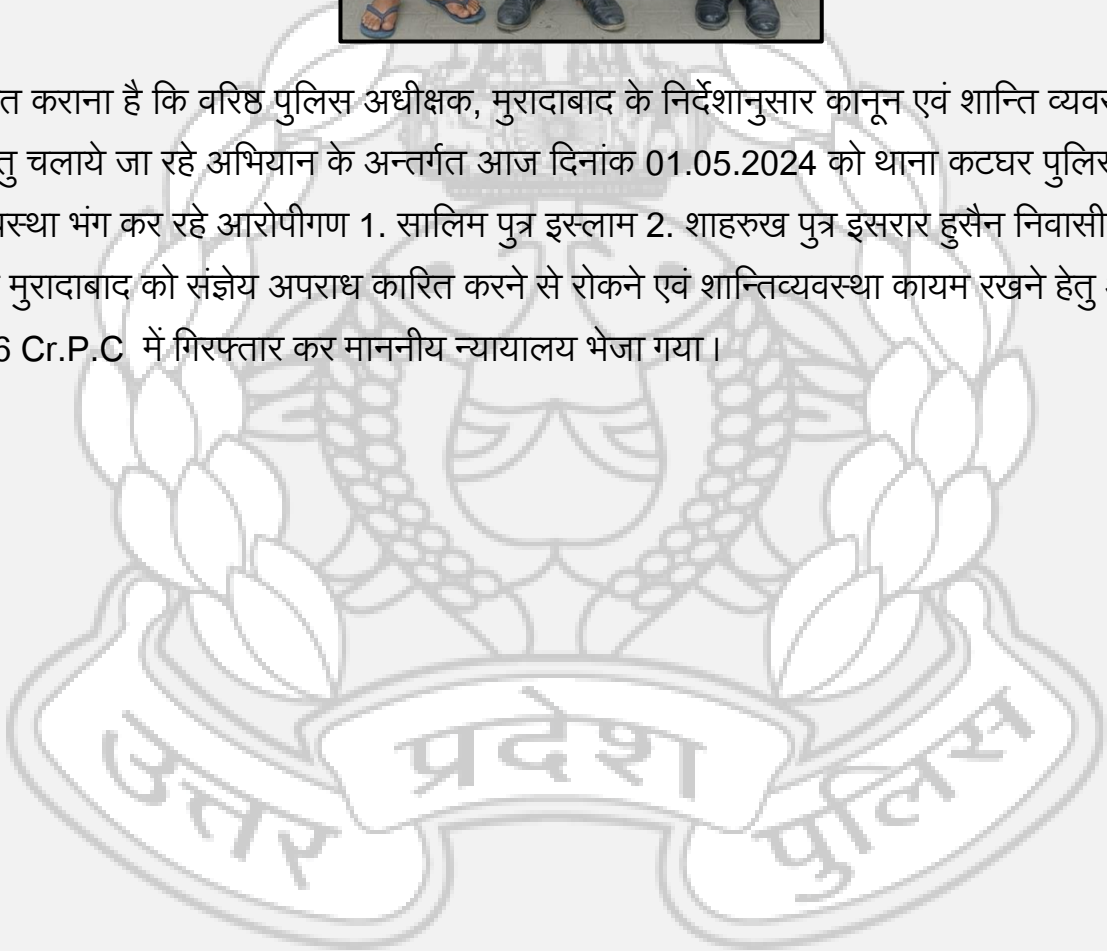 त कराना है कि वरिष्ठ पुलिस अधीक्षक, मुरादाबाद के निर्देशानुसार कानून एवं शान्ति व्यवस
तु चलाये जा रहे अभियान के अन्तर्गत आज दिनांक 01.05.2024 को थाना कटघर पुलिस
वस्था भंग कर रहे आरोपीगण 1. सालिम पुत्र इस्लाम 2. शाहरुख पुत्र इसरार हुसैन निवासी
मुरादाबाद को संज्ञेय अपराध कारित करने से रोकने एवं शान्तिव्यवस्था कायम रखने हेतु
6 Cr.P.C में गिरफ्तार कर माननीय न्यायालय भेजा गया।
उत्तर प्रदेश पुलिस